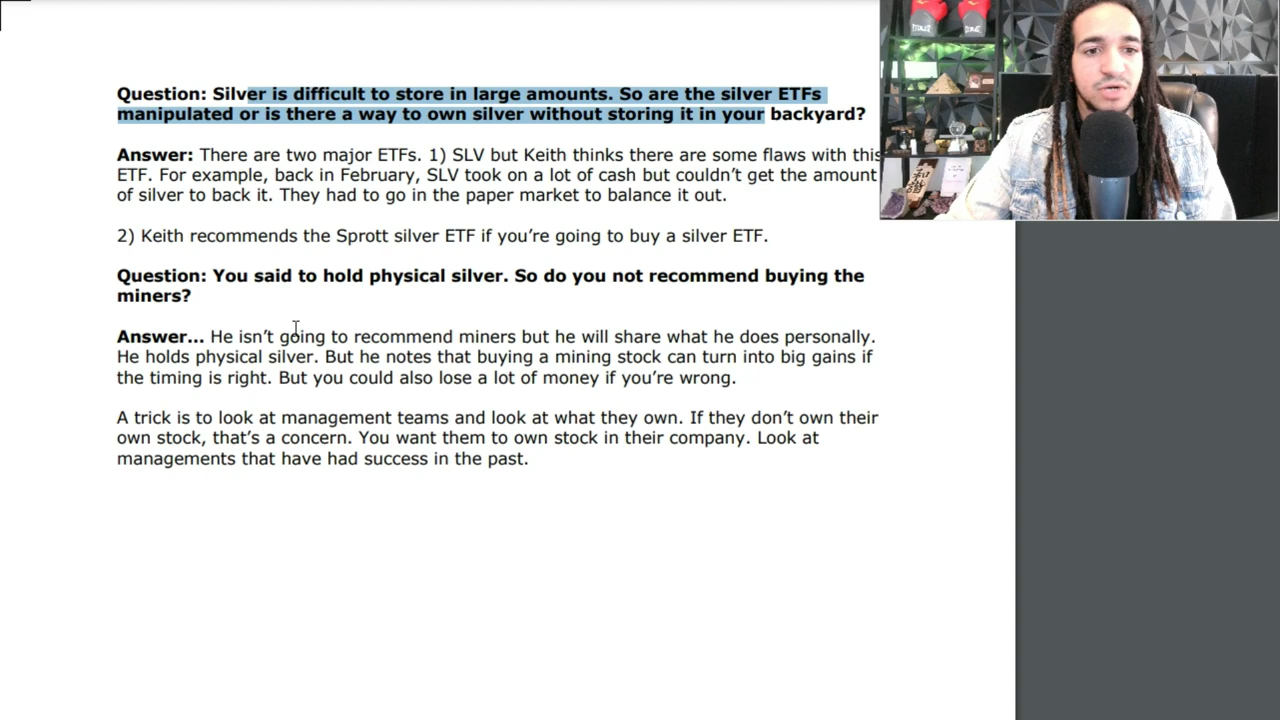 Question: Silver is difficult to store in large amounts. So are the silver ETFs
manipulated or is there a way to own silver without storing it in your backyard?
Answer: There are two major ETFs. 1) SLV but Keith thinks there are some flaws with this
ETF. For example, back in February, SLV took on a lot of cash but couldn't get the amount
of silver to back it. They had to go in the paper market to balance it out.
2) Keith recommends the Sprott silver ETF if you're going to buy a silver ETF.
Question: You said to hold physical silver. So do you not recommend buying the
miners?
Answer... He isn't going to recommend miners but he will share what he does personally.
He holds physical silver. But he notes that buying a mining stock can turn into big gains if
the timing is right. But you could also lose a lot of money if you're wrong.
A trick is to look at management teams and look at what they own. If they don't own their
own stock, that's a concern. You want them to own stock in their company. Look at
managements that have had success in the past.